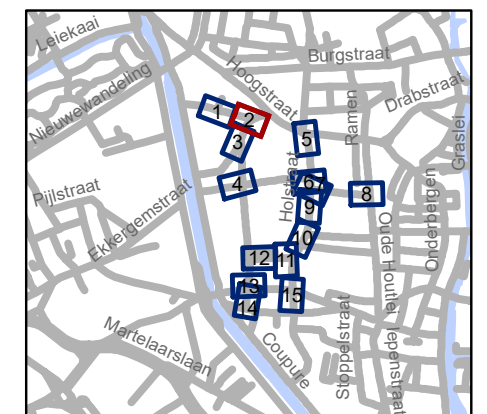 Leiekaai
Burgstraat
Hoogstraat
Nieuwewandeling
Drabstraat
Ramen
Graslei
1
2
3
5
4
Pijlstraat
Holstraat
6
7
8
9
Ekkergemstraat
Onderbergen
10
Oude Houtlei
12
11
13
15
14
Martelaarslaan
Coupure
Stoppelstraat
Iepenstraat